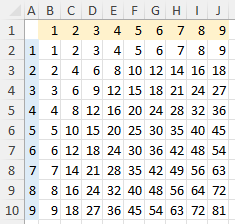 A B C D E F G H I J
1 1 2 3 4 5 6 7 8 9
2 1 1 2 3 4 5 6 7 8 9
3 2 2 4 6 8 10 12 14 16 18
4 3 3 6 9 12 15 18 21 24 27
5 4 4 8 12 16 20 24 28 32 36
6 5 5 10 15 20 25 30 35 40 45
7 6 6 12 18 24 30 36 42 48 54
8 7 7 14 21 28 35 42 49 56 63
9 8 8 16 24 32 40 48 56 64 72
10 9 9 18 27 36 45 54 63 72 81